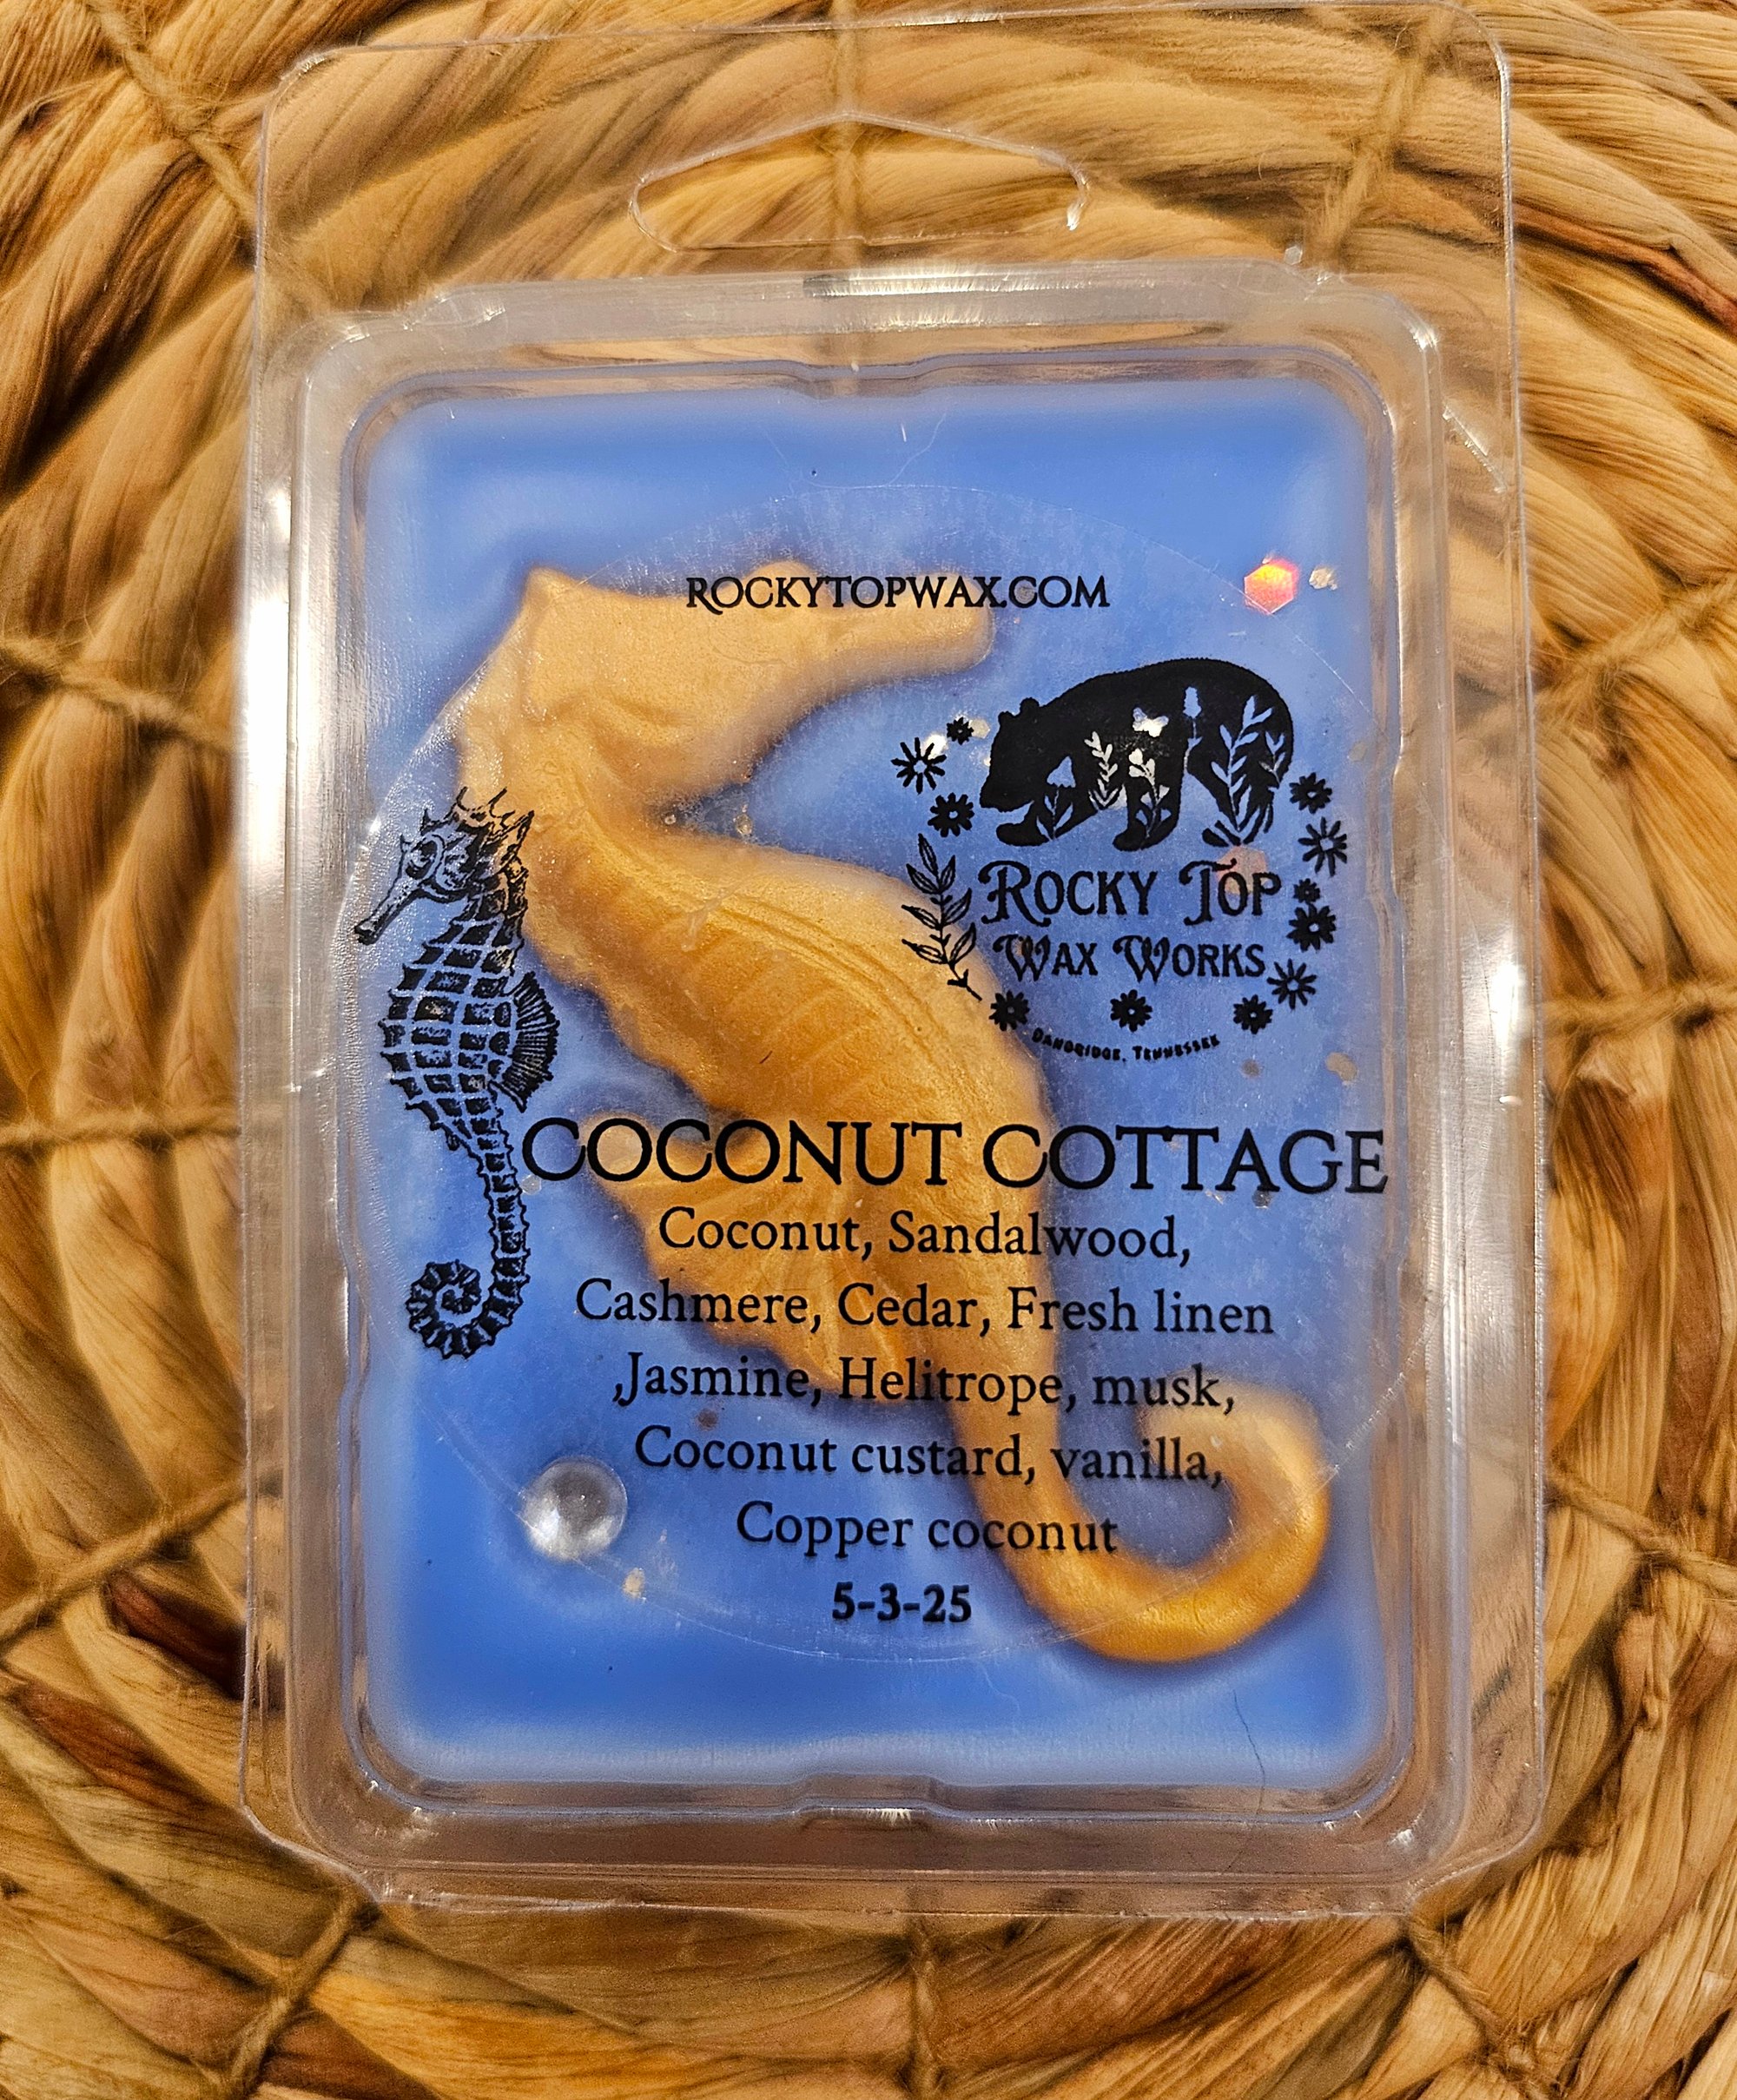 ROCKYTOPWAX.COM
ROCKY TOP
WAX WORKS
DANDRIDGE, TENNESSEE
COCONUT COTTAGE
Coconut, Sandalwood,
Cashmere, Cedar, Fresh linen
,Jasmine, Helitrope, musk,
Coconut custard, vanilla,
Copper coconut
5-3-25